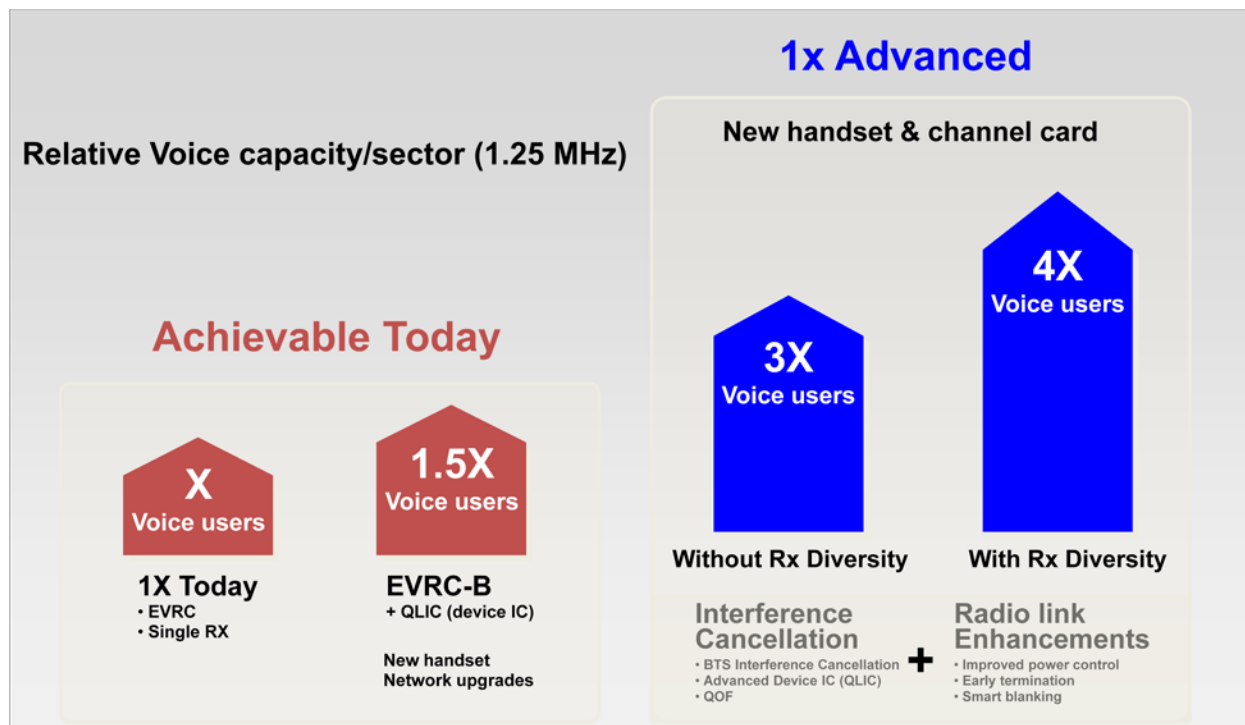 1x Advanced
New handset & channel card
Relative Voice capacity/sector (1.25 MHz)
4X
Voice users
Achievable Today
3X
Voice users
X
Voice users
1.5X
Voice users
Without Rx Diversity
With Rx Diversity
1X Today
• EVRC
• Single RX
EVRC-B
+ QLIC (device IC)
New handset
Network upgrades
Interference
Cancellation
• BTS Interference Cancellation
• Advanced Device IC (QLIC)
• QOF
+
Radio link
Enhancements
• Improved power control
• Early termination
• Smart blanking